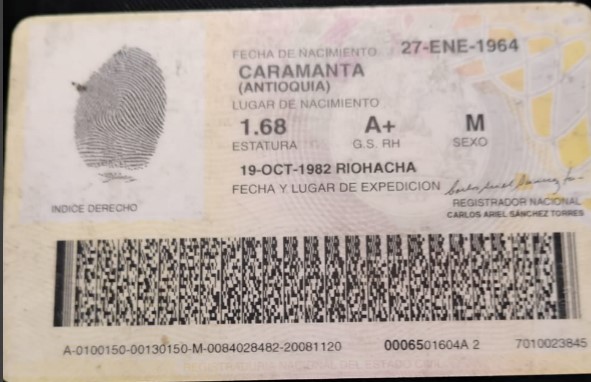 FECHA DE NACIMIENTO 27-ENE-1964
CARAMANTA
(ANTIOQUIA)
LUGAR DE NACIMIENTO
1.68 A+ M
ESTATURA G.S. RH SEXO
19-OCT-1982 RIOHACHA
FECHA Y LUGAR DE EXPEDICION
REGISTRADOR NACIONAL
CARLOS ARIEL SÁNCHEZ TORRES
INDICE DERECHO
A-0100150-00130150-M-0084028482-20081120 0006501604A 2 7010023845